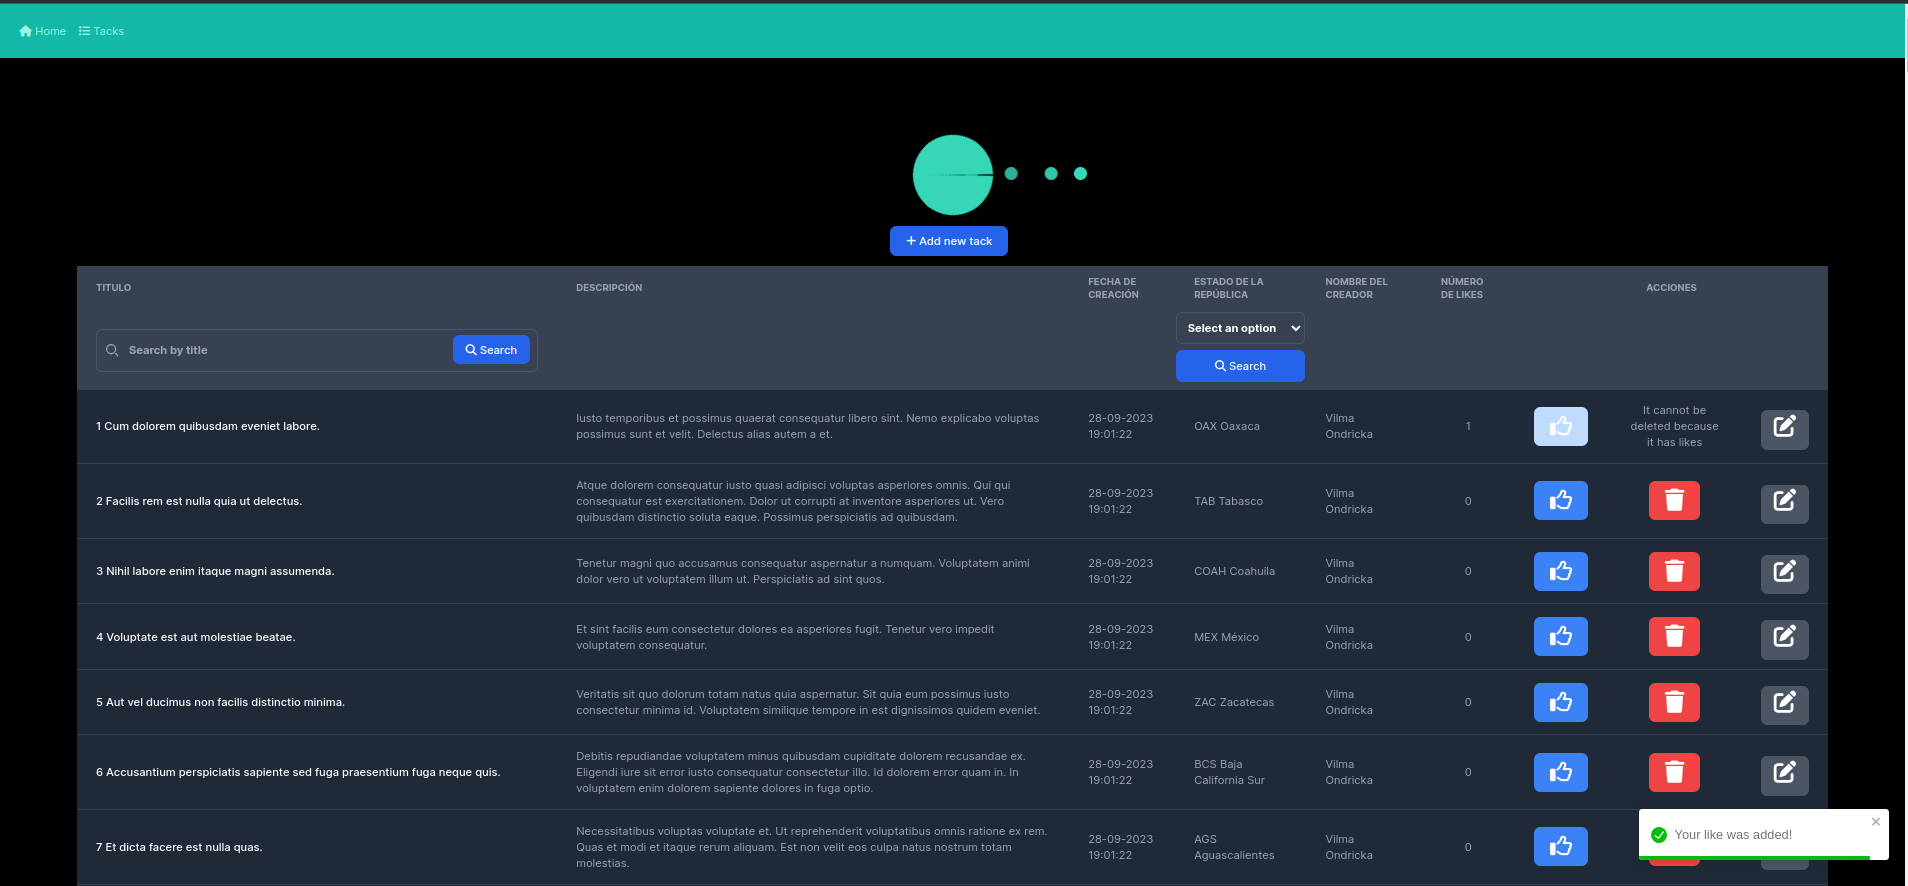 Home Tacks
+ Add new tack
TITULO DESCRIPCIÓN FECHA DE CREACIÓN ESTADO DE LA REPÚBLICA NOMBRE DEL CREADOR NÚMERO DE LIKES ACCIONES
Search by title Search Select an option
Search
1 Cum dolorem quibusdam eveniet labore.
Iusto temporibus et possimus quaerat consequatur libero sint. Nemo explicabo voluptas
possimus sunt et velit. Delectus alias autem a et.
28-09-2023
19:01:22
OAX Oaxaca
Vilma
Ondricka
1
It cannot be
deleted because
it has likes
2 Facilis rem est nulla quia ut delectus.
Atque dolorem consequatur iusto quasi adipisci voluptas asperiores omnis. Qui qui
consequatur est exercitationem. Dolor ut corrupti at inventore asperiores ut. Vero
quibusdam distinctio soluta eaque. Possimus perspiciatis ad quibusdam.
28-09-2023
19:01:22
TAB Tabasco
Vilma
Ondricka
0
3 Nihil labore enim itaque magni assumenda.
Tenetur magni quo accusamus consequatur aspernatur a numquam. Voluptatem animi
dolor vero ut voluptatem illum ut. Perspiciatis ad sint quos.
28-09-2023
19:01:22
COAH Coahuila
Vilma
Ondricka
0
4 Voluptate est aut molestiae beatae.
Et sint facilis eum consectetur dolores ea asperiores fugit. Tenetur vero impedit
voluptatem consequatur.
28-09-2023
19:01:22
MEX México
Vilma
Ondricka
0
5 Aut vel ducimus non facilis distinctio minima.
Veritatis sit quo dolorum totam natus quia aspernatur. Sit quia eum possimus iusto
consectetur minima id. Voluptatem similique tempore in est dignissimos quidem eveniet.
28-09-2023
19:01:22
ZAC Zacatecas
Vilma
Ondricka
0
6 Accusantium perspiciatis sapiente sed fuga praesentium fuga neque quis.
Debitis repudiandae voluptatem minus quibusdam cupiditate dolorem recusandae ex.
Eligendi iure sit error iusto consequatur consectetur illo. Id dolorem error quam in. In
voluptatem enim dolorem sapiente dolores in fuga optio.
28-09-2023
19:01:22
BCS Baja
California Sur
Vilma
Ondricka
0
7 Et dicta facere est nulla quas.
Necessitatibus voluptas voluptate et. Ut reprehenderit voluptatibus omnis ratione ex rem.
Quas et modi et itaque rerum aliquam. Est non velit eos culpa natus nostrum totam
molestias.
28-09-2023
19:01:22
AGS
Aguascalientes
Vilma
Ondricka
0
Your like was added!